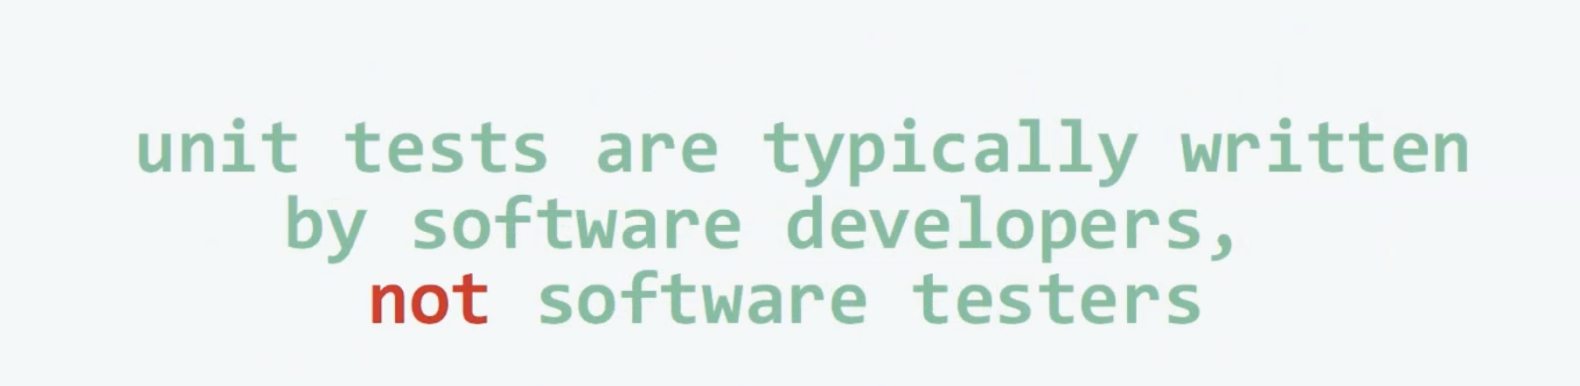 unit tests are typically written
by software developers,
not software testers